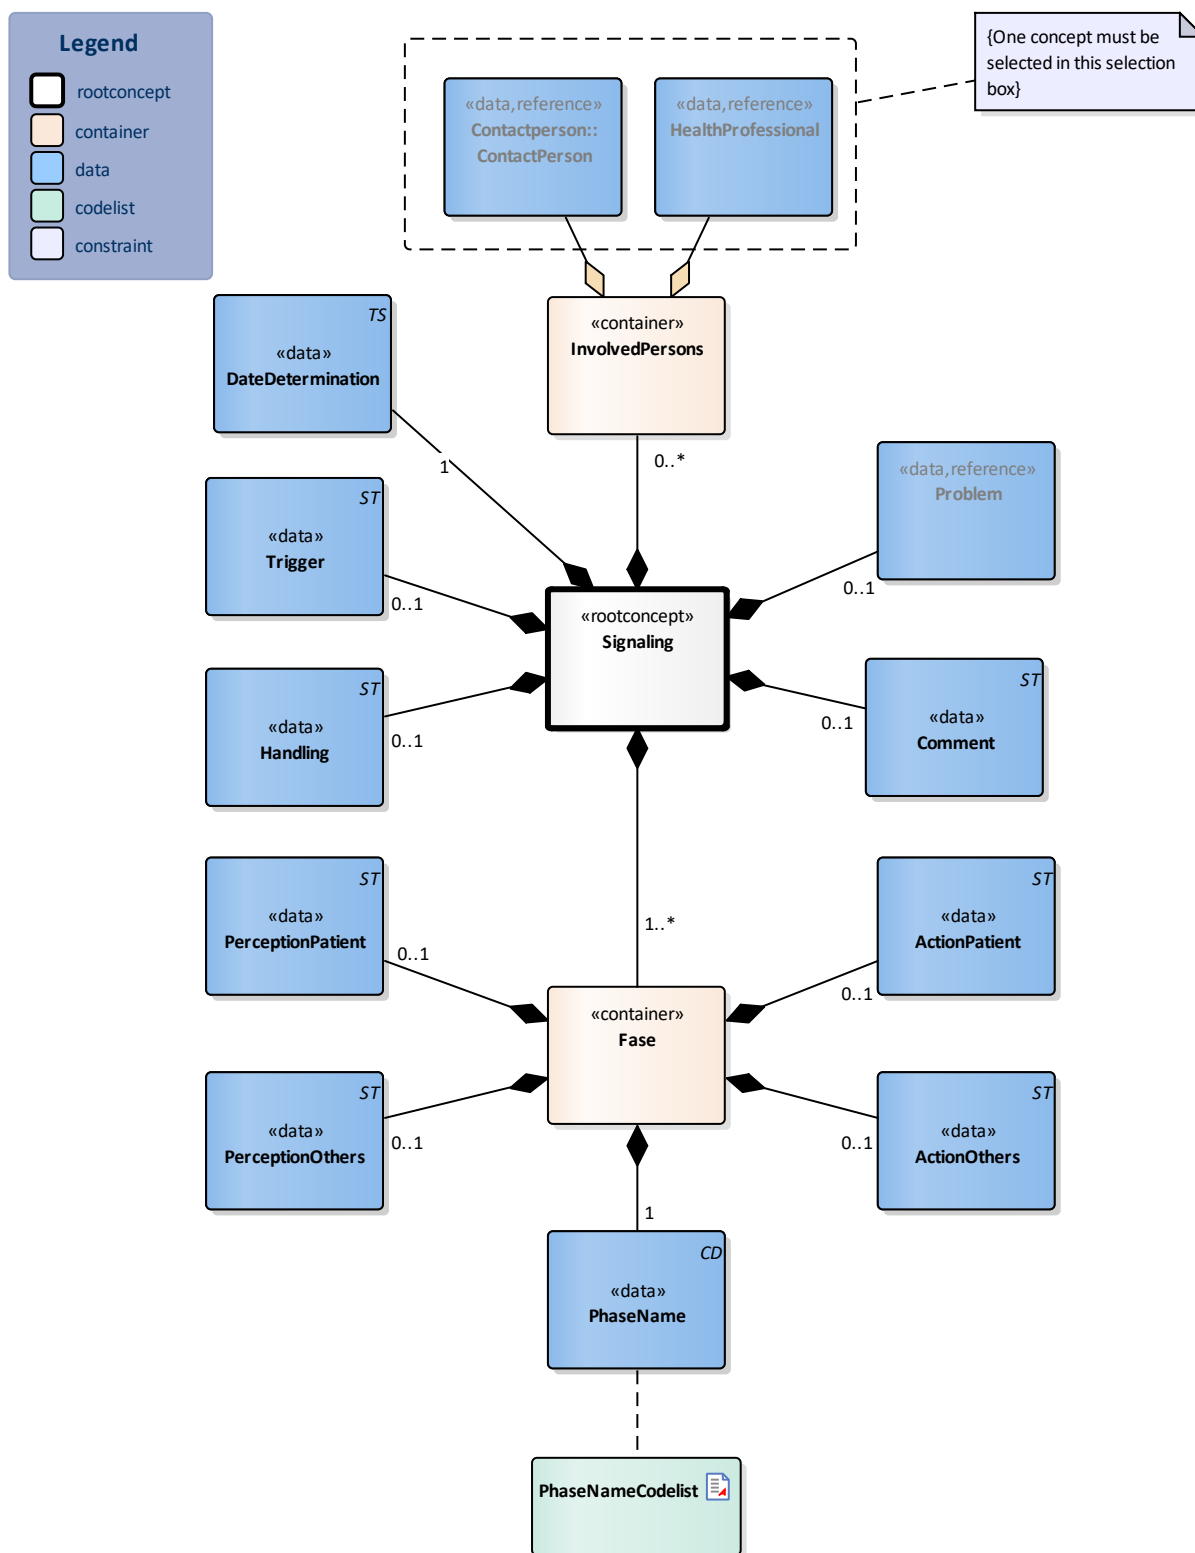 Legend
rootconcept
container
data
codelist
constraint
{One concept must be
selected in this selection
box}
«data,reference»
Contactperson::
ContactPerson
«data,reference»
HealthProfessional
«container»
InvolvedPersons
0..*
TS
«data»
DateDetermination
1
ST
«data»
Trigger
0..1
«data,reference»
Problem
0..1
«rootconcept»
Signaling
ST
«data»
Handling
0..1
ST
«data»
Comment
0..1
1..*
ST
«data»
PerceptionPatient
0..1
ST
«data»
ActionPatient
0..1
«container»
Fase
ST
«data»
PerceptionOthers
0..1
ST
«data»
ActionOthers
0..1
1
CD
«data»
PhaseName
PhaseNameCodelist